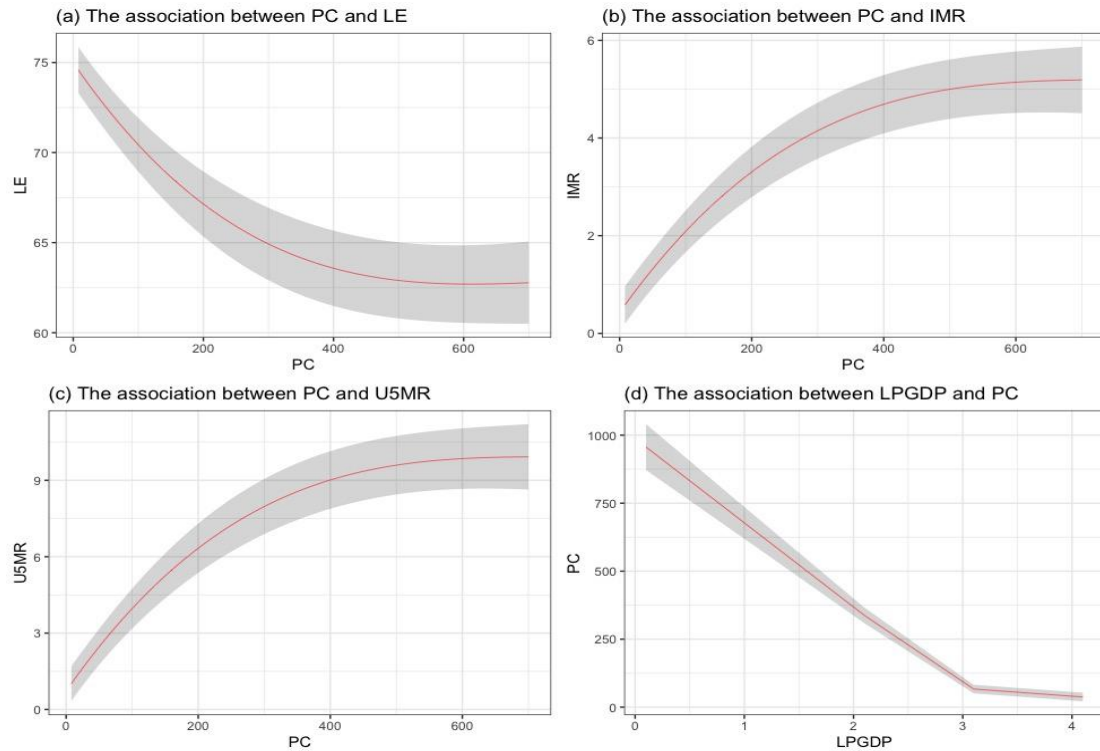 (a) The association between PC and LE
75
70
65
60
LE
0 200 400 600
PC
(b) The association between PC and IMR
6
4
2
0
IMR
0 200 400 600
PC
(c) The association between PC and U5MR
9
6
3
0
U5MR
0 200 400 600
PC
(d) The association between LPGDP and PC
1000
750
500
250
0
PC
0 1 2 3 4
LPGDP